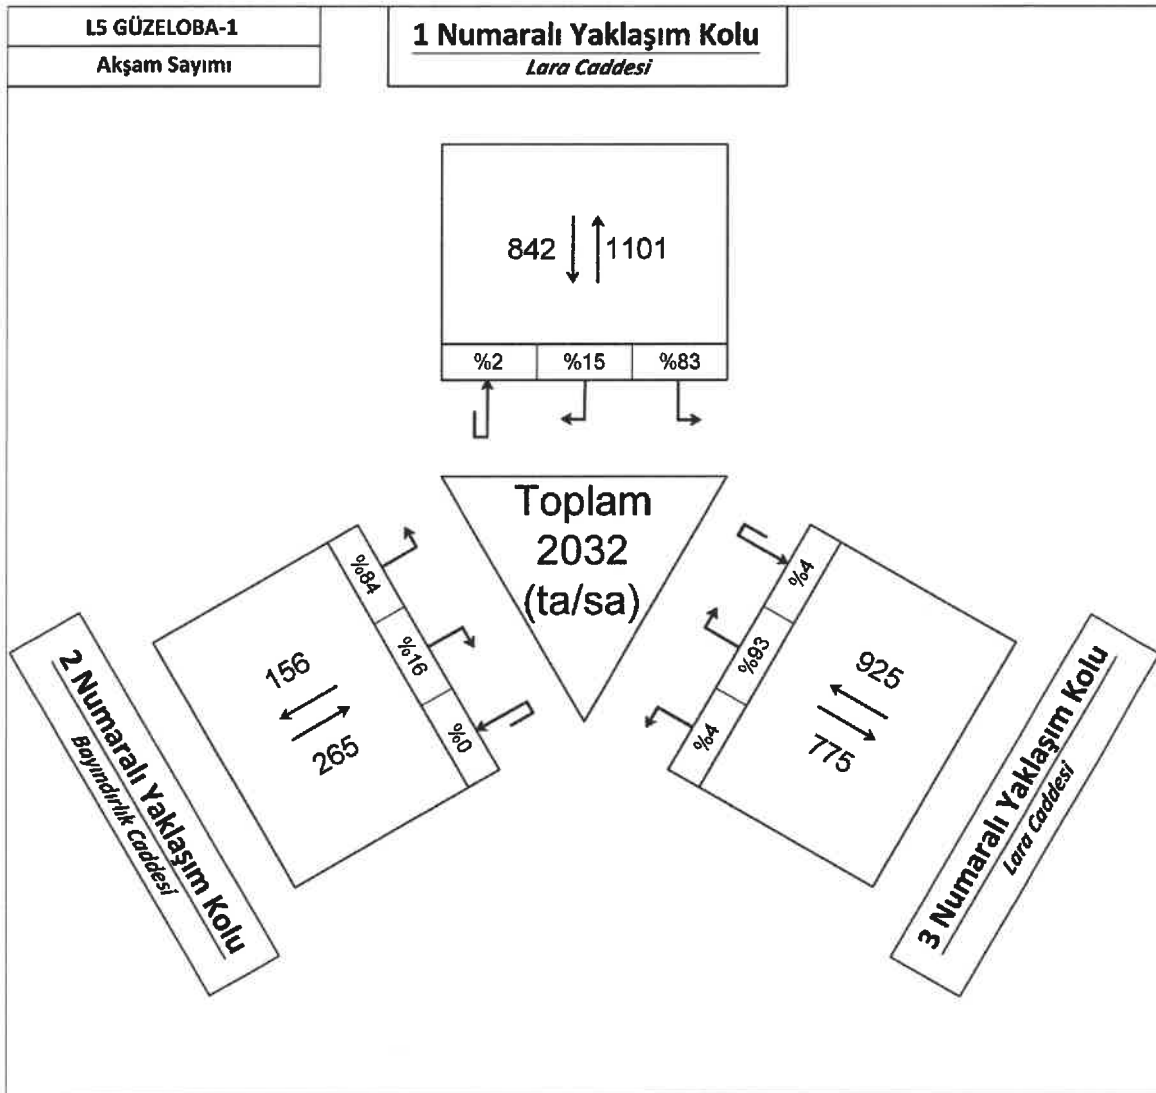 L5 GÜZELOBA-1
Akşam Sayımı
1 Numaralı Yaklaşım Kolu
Lara Caddesi
842
1101
%2
%15
%83
Toplam
2032
(ta/sa)
%84
%16
%0
156
265
2 Numaralı Yaklaşım Kolu
Bayındırlık Caddesi
%4
%93
%4
925
775
3 Numaralı Yaklaşım Kolu
Lara Caddesi